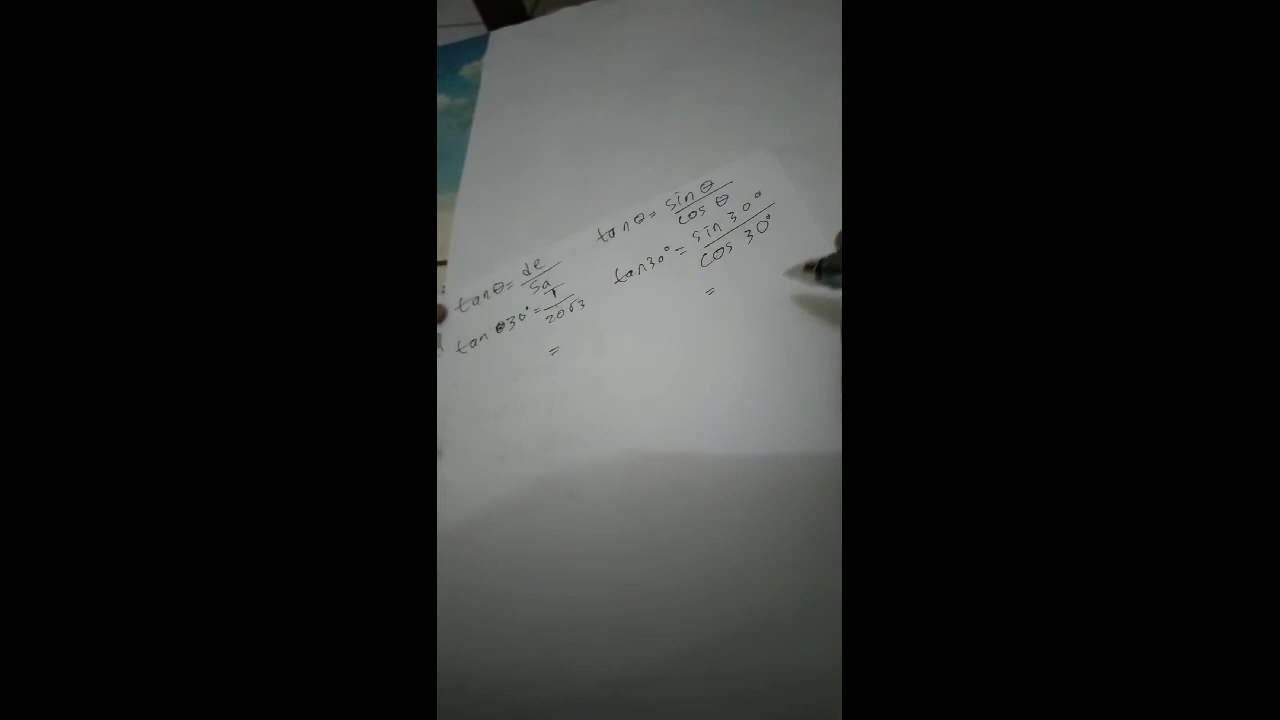 tan θ = de/sa
tan 30° = T/20√3
=
tan θ = sin θ/cos θ
tan 30° = sin 30°/cos 30°
=